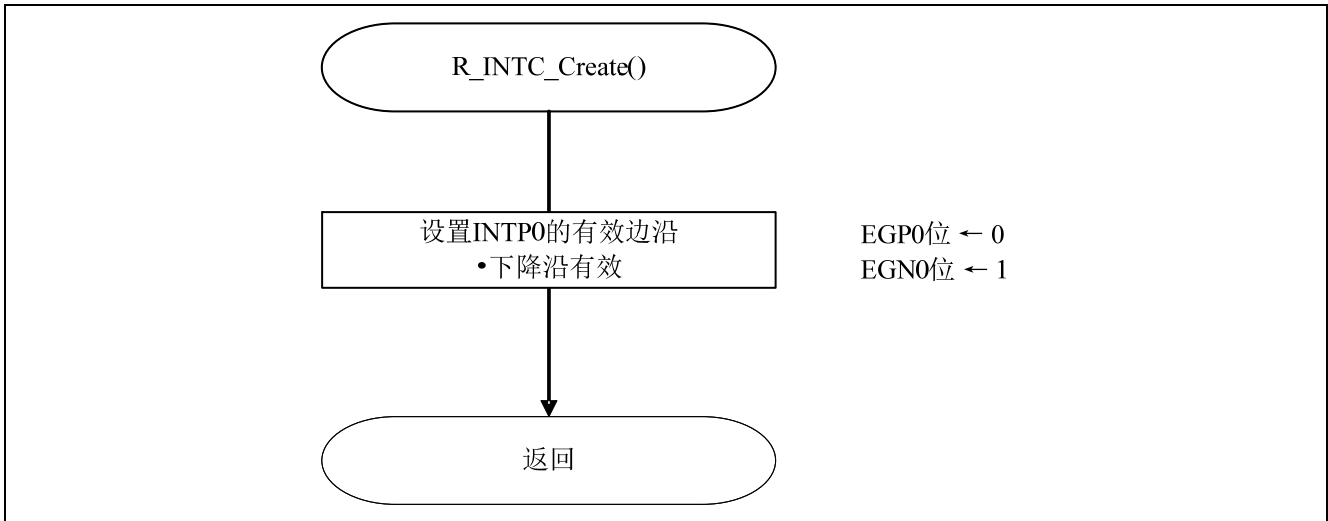 R_INTC_Create()
设置INTP0的有效边沿
•下降沿有效
EGP0位 ← 0
EGN0位 ← 1
返回